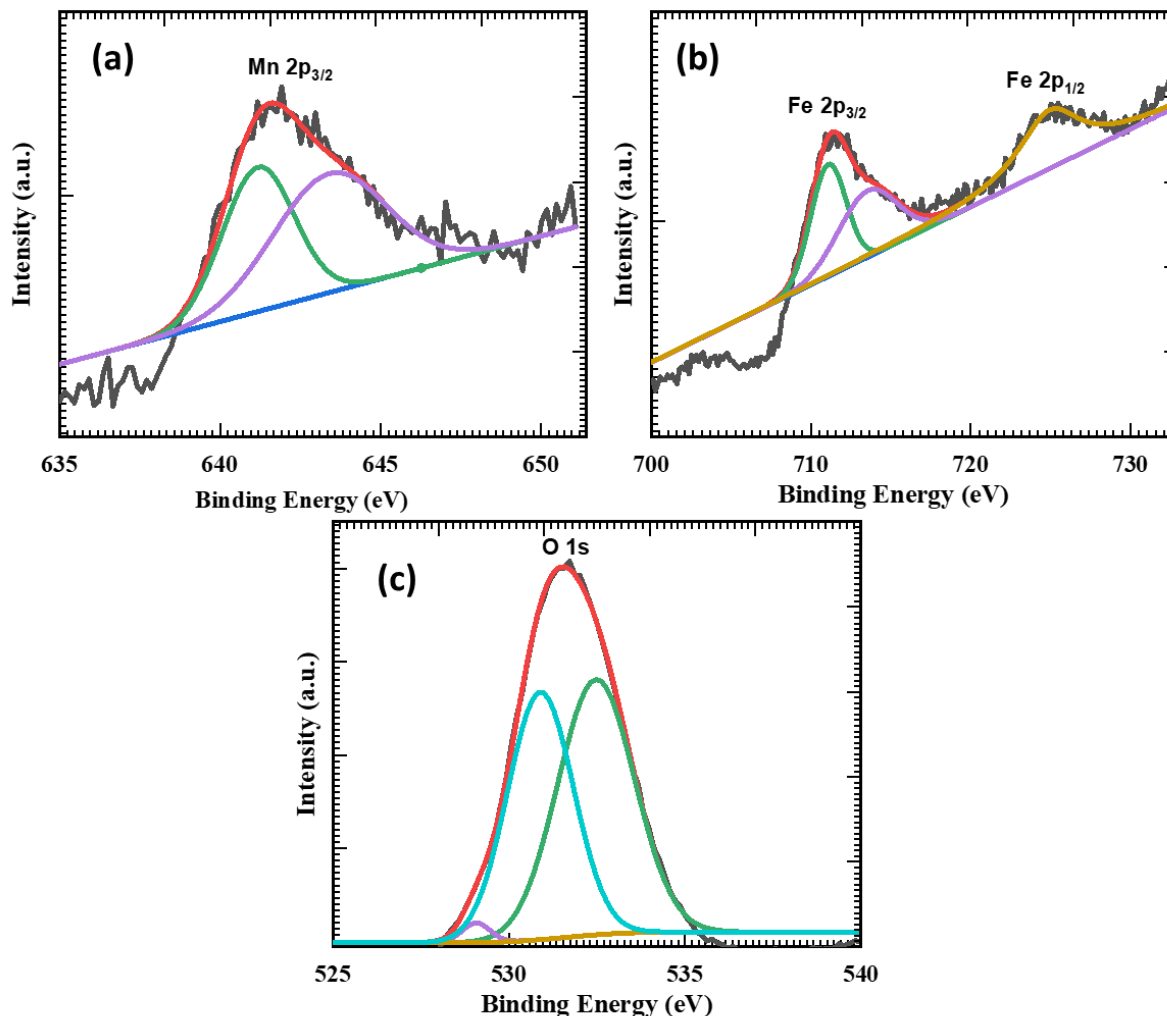 (a)
Mn 2p3/2
Intensity (a.u.)
635 640 645 650
Binding Energy (eV)
(b)
Fe 2p3/2
Fe 2p1/2
Intensity (a.u.)
700 710 720 730
Binding Energy (eV)
(c)
O 1s
Intensity (a.u.)
525 530 535 540
Binding Energy (eV)